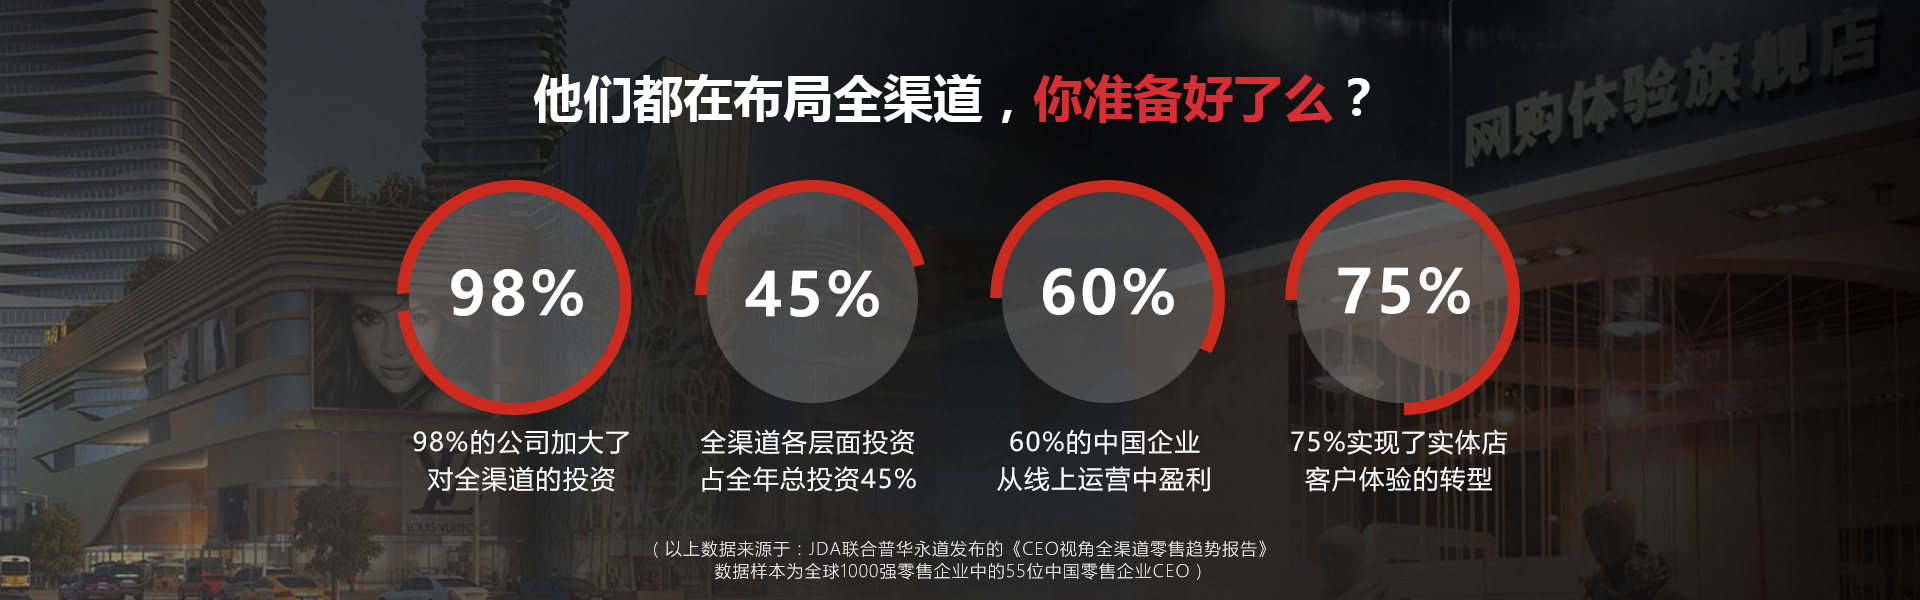 他们都在布局全渠道，你准备好了么？
网购体验旗舰店
98%
45%
60%
75%
98%的公司加大了
对全渠道的投资
全渠道各层面投资
占全年总投资45%
60%的中国企业
从线上运营中盈利
75%实现了实体店
客户体验的转型
LOUIS VUITTON
（以上数据来源于：JDA联合普华永道发布的《CEO视角全渠道零售趋势报告》
数据样本为全球1000强零售企业中的55位中国零售企业CEO）